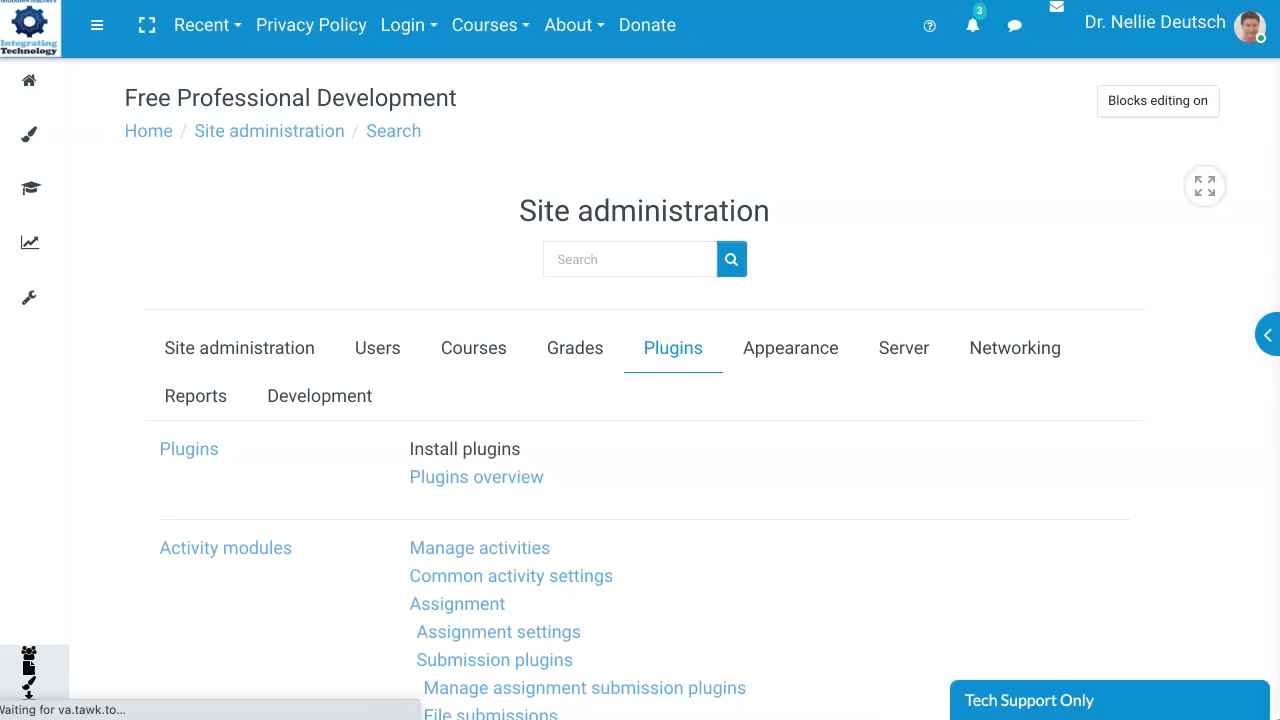 Integrating
Technology
Recent
Privacy Policy
Login
Courses
About
Donate
3
Dr. Nellie Deutsch
Free Professional Development
Blocks editing on
Home / Site administration / Search
Site administration
Search
Site administration
Users
Courses
Grades
Plugins
Appearance
Server
Networking
Reports
Development
Plugins
Install plugins
Plugins overview
Activity modules
Manage activities
Common activity settings
Assignment
Assignment settings
Submission plugins
Manage assignment submission plugins
File submissions
Waiting for va.tawk.to...
Tech Support Only